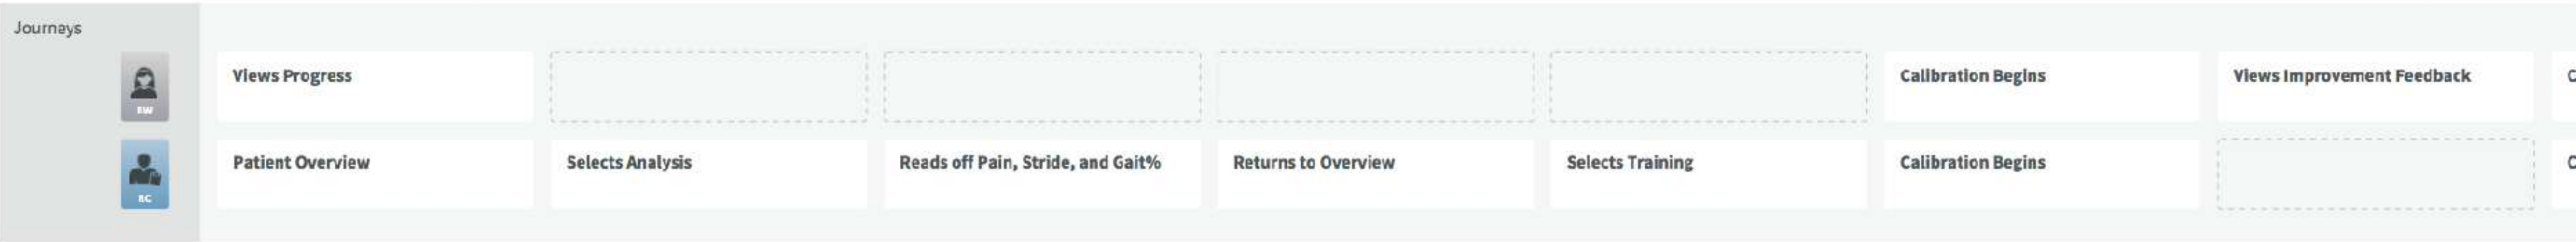 Journeys
Views Progress
Calibration Begins
Views Improvement Feedback
Patient Overview
Selects Analysis
Reads off Pain, Stride, and Gait%
Returns to Overview
Selects Training
Calibration Begins
RC